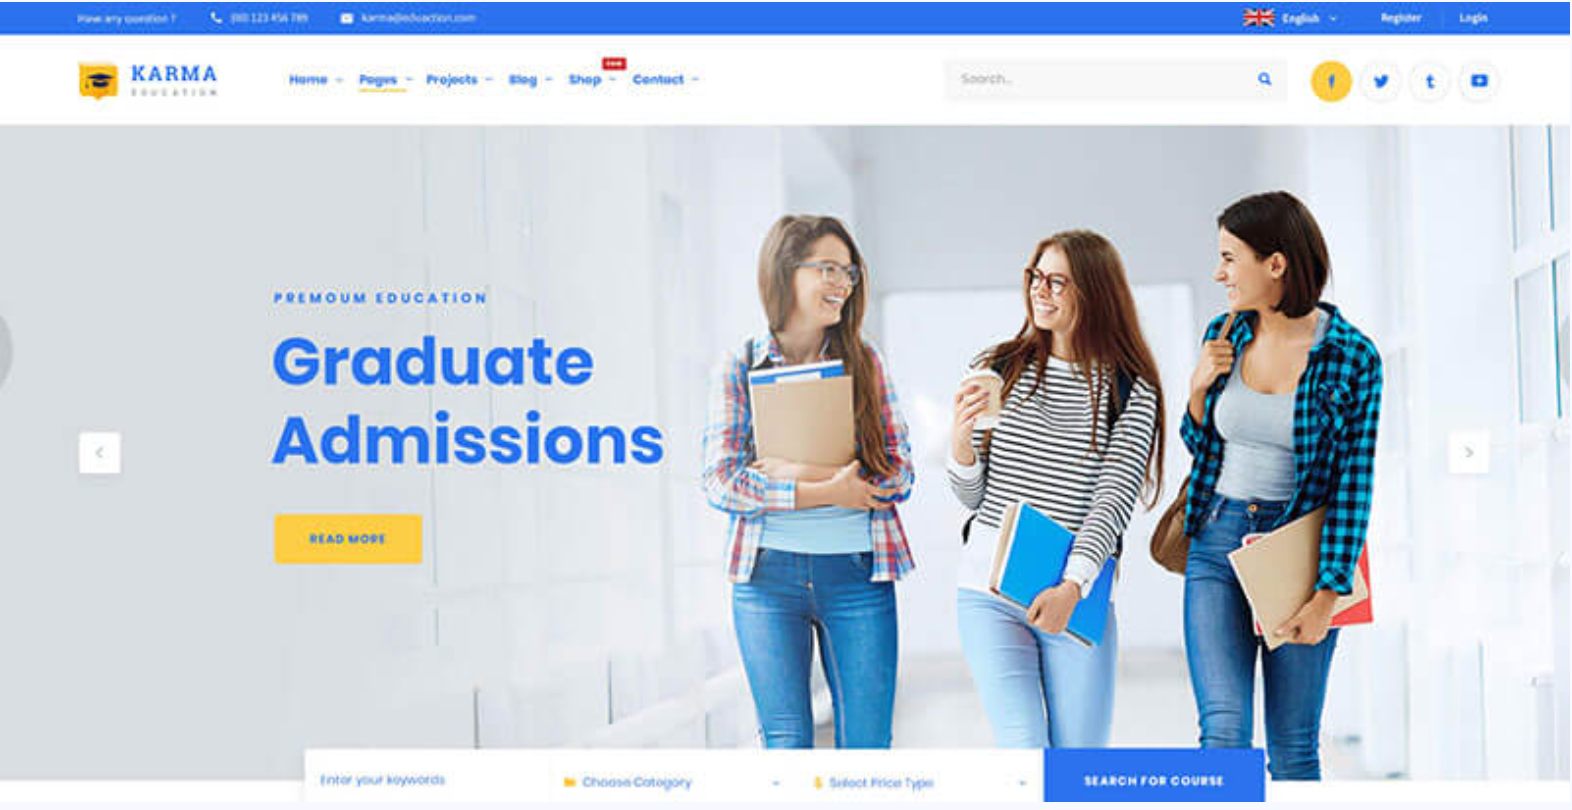 Have any question ? (00) 123 456 789 karma@eduaction.com English Register Login
KARMA
EDUCATION
Home Pages Projects Blog Shop Contact Search...
PREMOUM EDUCATION
Graduate
Admissions
READ MORE
Enter your keywords Choose Category Select Price Type SEARCH FOR COURSE